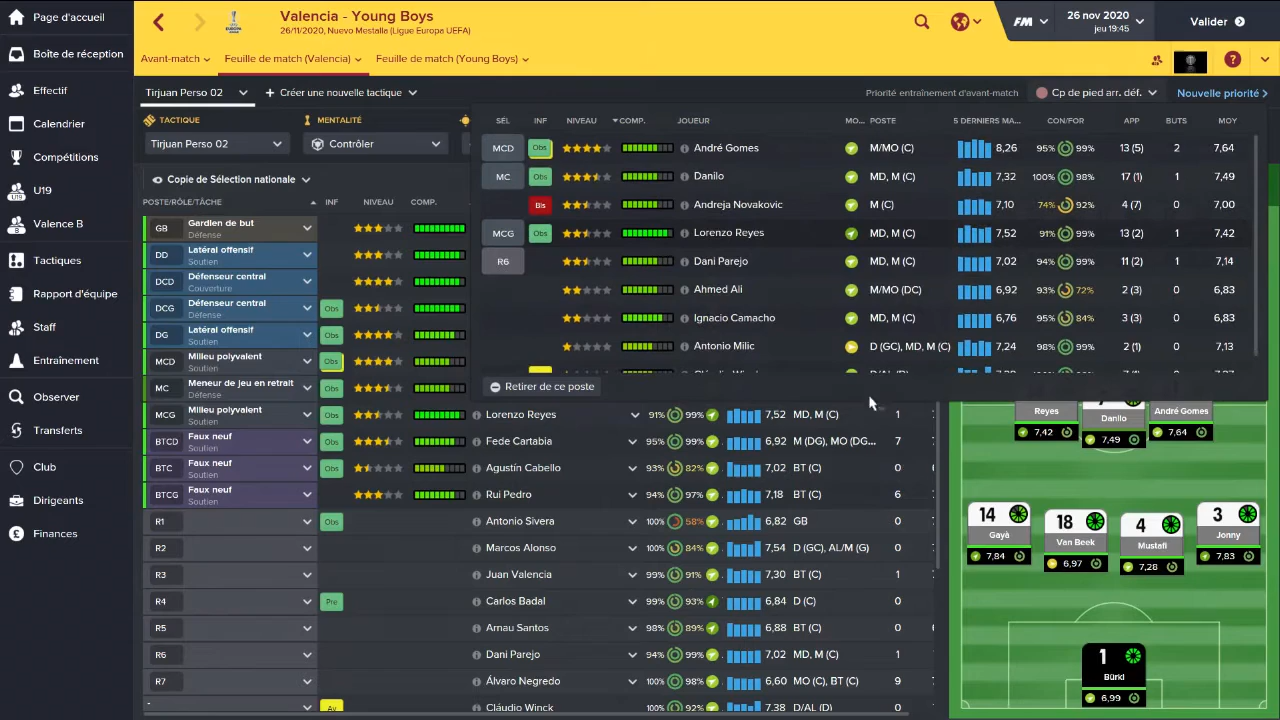 Page d'accueil
Boîte de réception
Effectif
Calendrier
Compétitions
U19
U19
Valence B
Tactiques
Rapport d'équipe
Staff
Entraînement
Observer
Transferts
Club
Dirigeants
Finances
Valencia - Young Boys
26/11/2020, Nuevo Mestalla (Ligue Europa UEFA)
FM
26 nov 2020
jeu 19:45
Valider
Avant-match
Feuille de match (Valencia)
Feuille de match (Young Boys)
Tirjuan Perso 02
Créer une nouvelle tactique
Priorité entraînement d'avant-match
Cp de pied arr. déf.
Nouvelle priorité
TACTIQUE
MENTALITÉ
Tirjuan Perso 02
Contrôler
Copie de Sélection nationale
SÉL INF NIVEAU COMP. JOUEUR MO... POSTE 5 DERNIERS MA... CON/FOR APP BUTS MOY
MCD Obs André Gomes M/MO (C) 8,26 95% 99% 13 (5) 2 7,64
MC Obs Danilo MD, M (C) 7,32 100% 98% 17 (1) 1 7,49
Bls Andreja Novakovic M (C) 7,10 74% 92% 4 (7) 0 7,00
MCG Obs Lorenzo Reyes MD, M (C) 7,52 91% 99% 13 (2) 1 7,42
R6 Dani Parejo MD, M (C) 7,02 94% 99% 11 (2) 1 7,14
Ahmed Ali M/MO (DC) 6,92 93% 72% 2 (3) 0 6,83
Ignacio Camacho MD, M (C) 6,76 95% 84% 3 (3) 0 6,83
Antonio Milic D (GC), MD, M (C) 7,24 98% 99% 2 (1) 0 7,13
Retirer de ce poste
POSTE/RÔLE/TÂCHE INF NIVEAU COMP.
GB Gardien de but
Défense
DD Latéral offensif
Soutien
DCD Défenseur central
Couverture
DCG Défenseur central Obs
Défense
DG Latéral offensif Obs
Soutien
MCD Milieu polyvalent Obs
Soutien
MC Meneur de jeu en retrait Obs
Défense
MCG Milieu polyvalent Obs Lorenzo Reyes 91% 99% 7,52 MD, M (C) 1
Soutien
BTCD Faux neuf Obs Fede Cartabia 95% 99% 6,92 M (DG), MO (DG... 7
Soutien
BTC Faux neuf Obs Agustín Cabello 93% 82% 7,02 BT (C) 0
Soutien
BTCG Faux neuf Rui Pedro 94% 97% 7,18 BT (C) 6
Soutien
R1 Obs Antonio Sivera 100% 58% 6,82 GB 0
R2 Marcos Alonso 100% 84% 7,54 D (GC), AL/M (G) 0
R3 Juan Valencia 99% 91% 7,30 BT (C) 1
R4 Pre Carlos Badal 99% 93% 6,84 D (C) 0
R5 Arnau Santos 98% 89% 6,88 BT (C) 0
R6 Dani Parejo 94% 99% 7,02 MD, M (C) 1
R7 Álvaro Negredo 100% 98% 6,60 MO (C), BT (C) 9
- Av Cláudio Winck 100% 92% 7,38 D/AL (D) 0
Reyes Danilo André Gomes
7,42 7,49 7,64
14 18 4 3
Gayà Van Beek Mustafi Jonny
7,84 6,97 7,28 7,83
1
Bürki
6,99